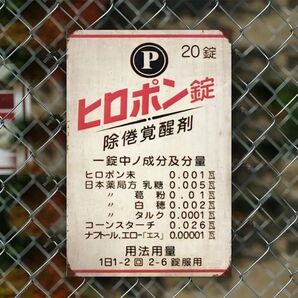 P
20錠
ヒロポン錠
除倦覚醒剤
一錠中ノ成分及分量
ヒロポン末 0.001瓦
日本薬局方 乳糖 0.005瓦
〃 葛粉 0.01瓦
〃 白穂 0.002瓦
〃 タルク 0.0001瓦
コーンスターチ 0.026瓦
ナフトール.エロー「エス」 0.00001瓦
用法用量
1日1-2回 2-6錠服用